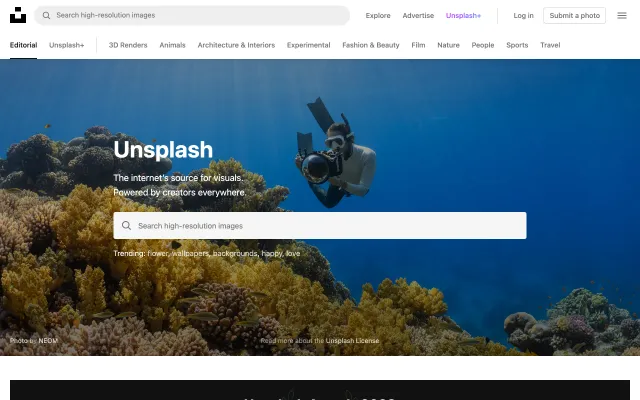 Search high-resolution images
Explore
Advertise
Unsplash+
Log in
Submit a photo
Editorial
Unsplash+
3D Renders
Animals
Architecture & Interiors
Experimental
Fashion & Beauty
Film
Nature
People
Sports
Travel
Unsplash
The internet's source for visuals.
Powered by creators everywhere.
Search high-resolution images
Trending: flower, wallpapers, backgrounds, happy, love
Photo by NEOM
Read more about the Unsplash License